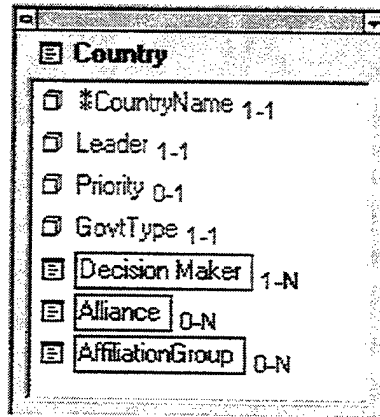 Country
⁑CountryName 1-1
Leader 1-1
Priority 0-1
GovtType 1-1
Decision Maker 1-N
Alliance 0-N
AffiliationGroup 0-N